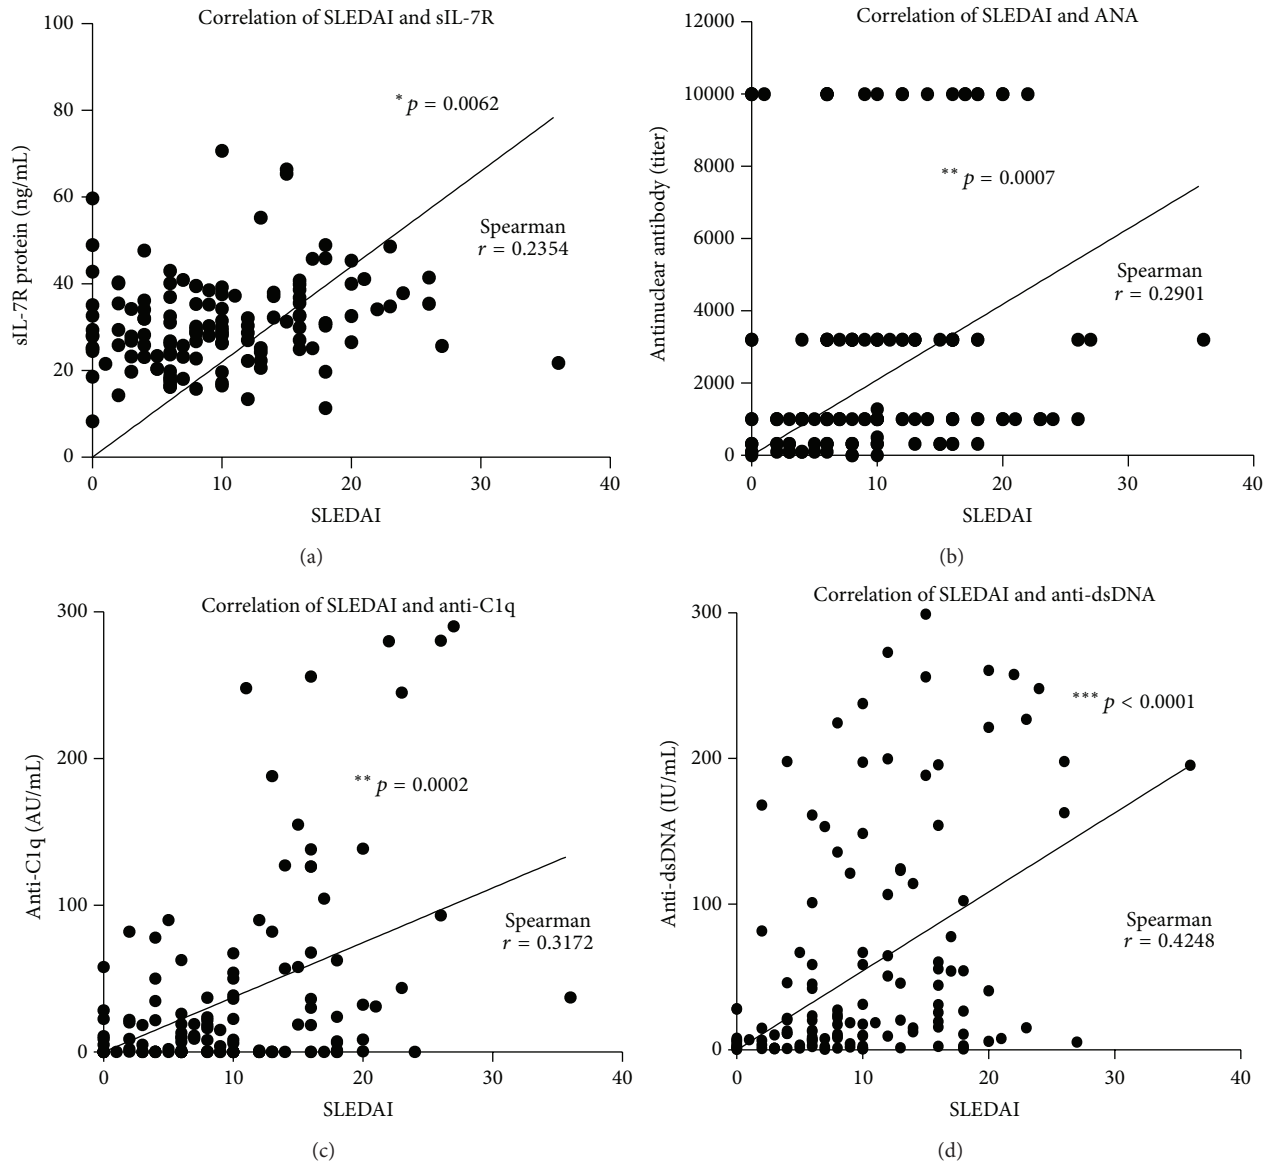 Correlation of SLEDAI and sIL-7R
100
80
60
40
20
0
sIL-7R protein (ng/mL)
* p = 0.0062
Spearman
r = 0.2354
0 10 20 30 40
SLEDAI
(a)
Correlation of SLEDAI and ANA
12000
10000
8000
6000
4000
2000
0
Antinuclear antibody (titer)
** p = 0.0007
Spearman
r = 0.2901
0 10 20 30 40
SLEDAI
(b)
Correlation of SLEDAI and anti-C1q
300
200
100
0
Anti-C1q (AU/mL)
** p = 0.0002
Spearman
r = 0.3172
0 10 20 30 40
SLEDAI
(c)
Correlation of SLEDAI and anti-dsDNA
300
200
100
0
Anti-dsDNA (IU/mL)
*** p < 0.0001
Spearman
r = 0.4248
0 10 20 30 40
SLEDAI
(d)